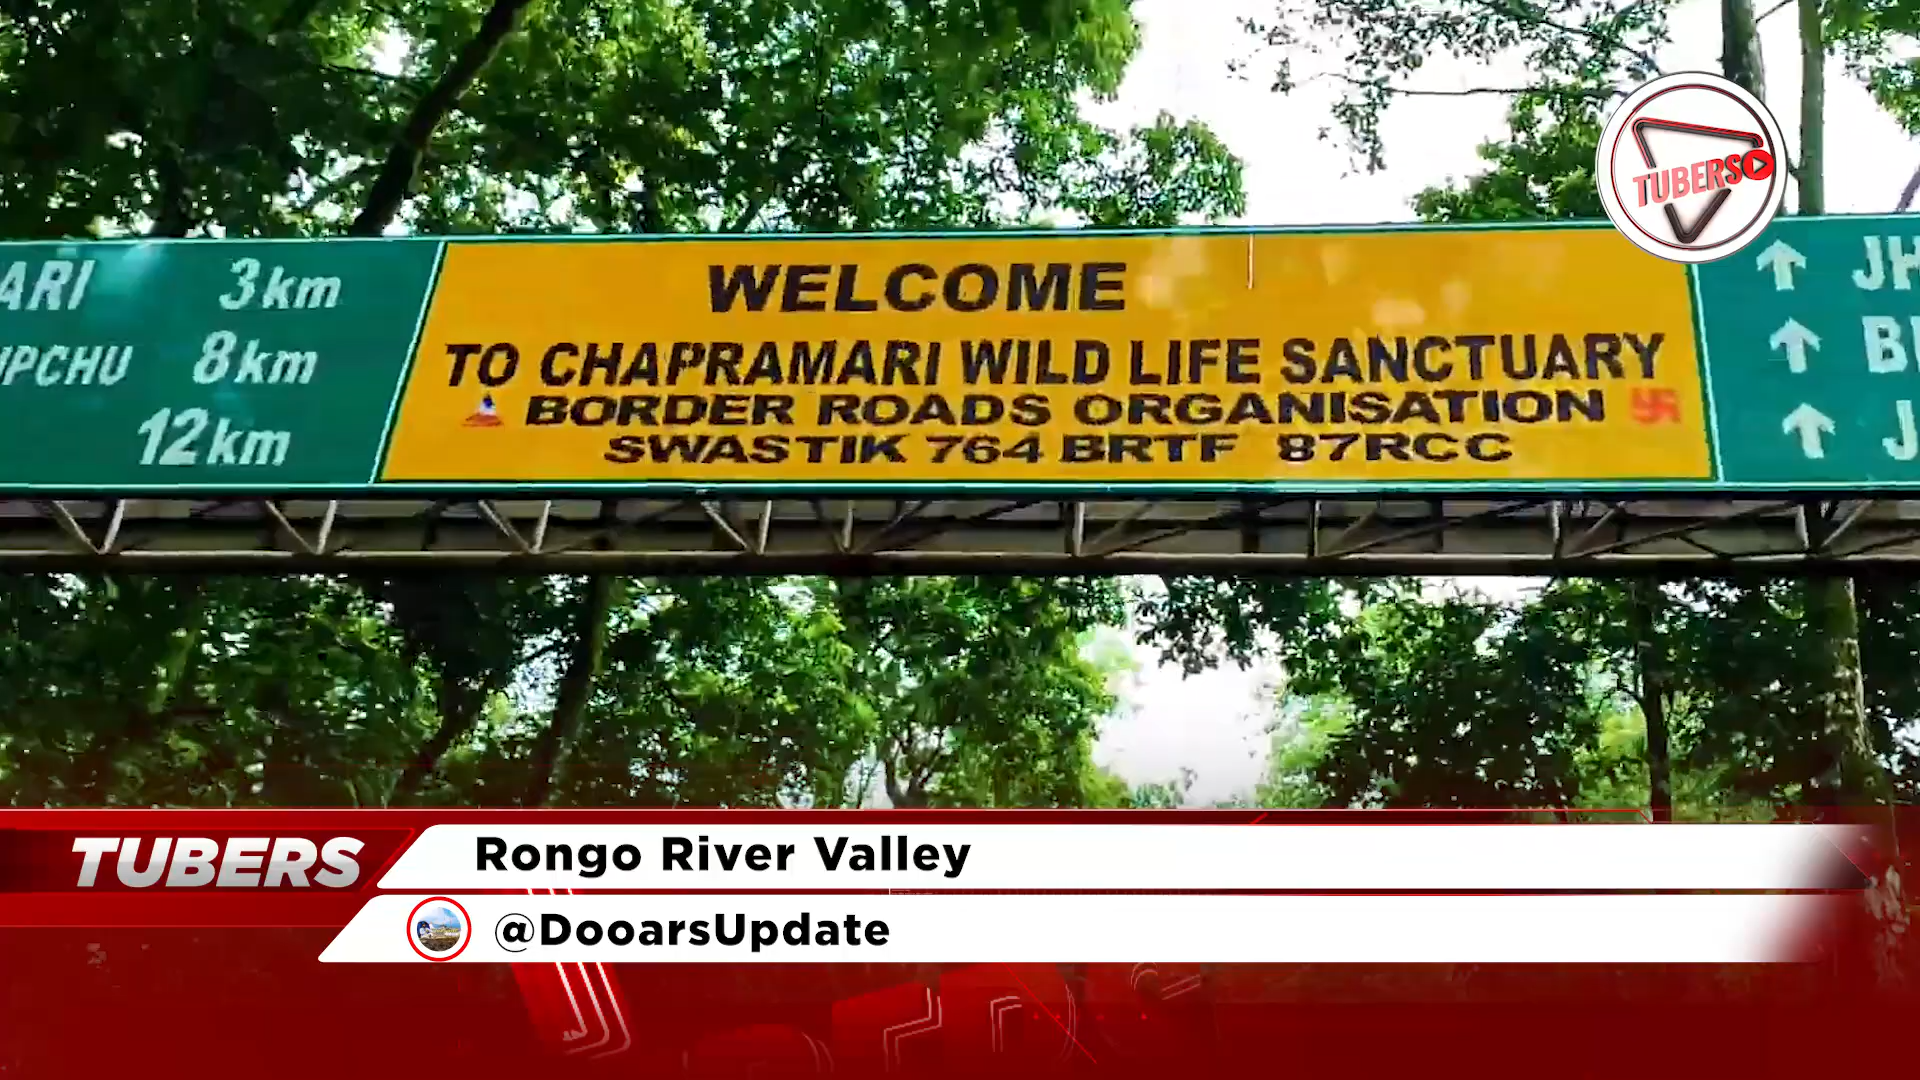 TUBERS
ARI 3km
8km
12km
WELCOME
TO CHAPRAMARI WILD LIFE SANCTUARY
BORDER ROADS ORGANISATION
SWASTIK 764 BRTF 87RCC
TUBERS
Rongo River Valley
@DooarsUpdate